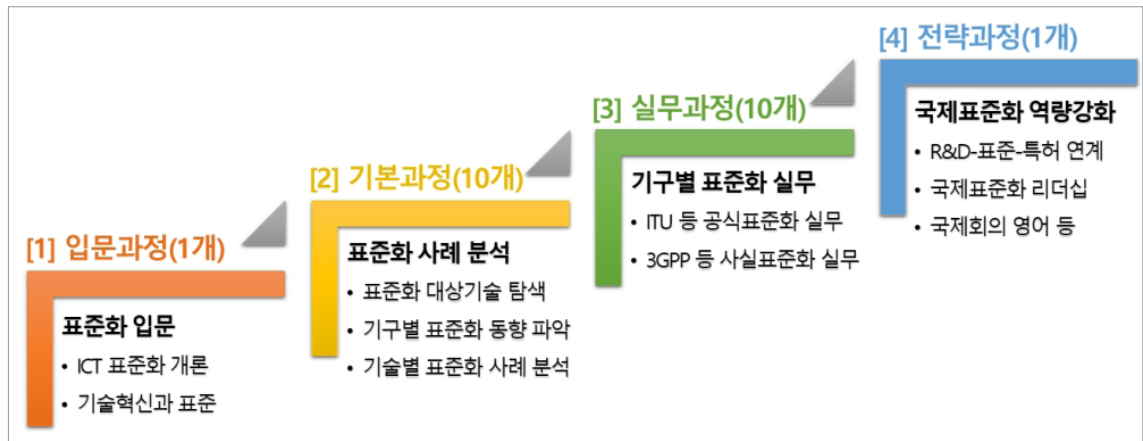 [1] 입문과정(1개)
표준화 입문
• ICT 표준화 개론
• 기술혁신과 표준
[2] 기본과정(10개)
표준화 사례 분석
• 표준화 대상기술 탐색
• 기구별 표준화 동향 파악
• 기술별 표준화 사례 분석
[3] 실무과정(10개)
기구별 표준화 실무
• ITU 등 공식표준화 실무
• 3GPP 등 사실표준화 실무
[4] 전략과정(1개)
국제표준화 역량강화
• R&D-표준-특허 연계
• 국제표준화 리더십
• 국제회의 영어 등